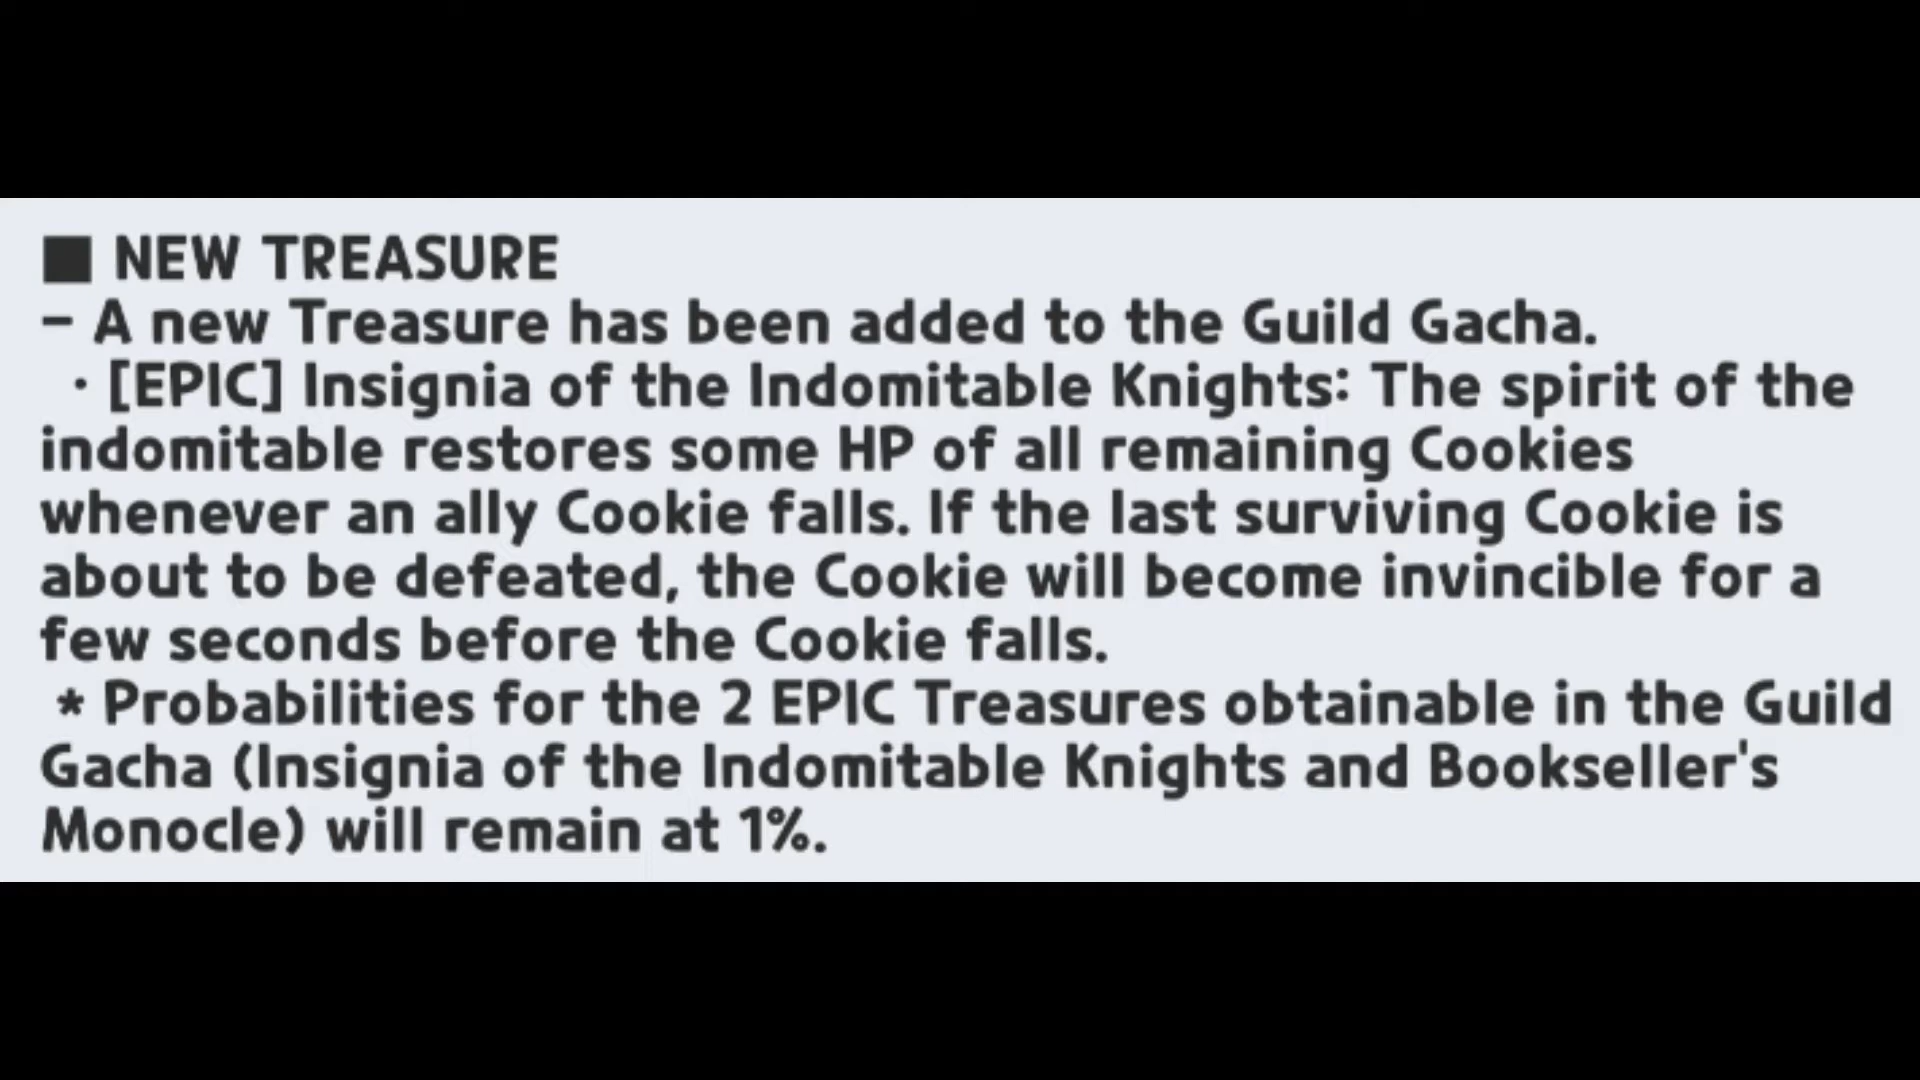 ■ NEW TREASURE
- A new Treasure has been added to the Guild Gacha.
· [EPIC] Insignia of the Indomitable Knights: The spirit of the
indomitable restores some HP of all remaining Cookies
whenever an ally Cookie falls. If the last surviving Cookie is
about to be defeated, the Cookie will become invincible for a
few seconds before the Cookie falls.
* Probabilities for the 2 EPIC Treasures obtainable in the Guild
Gacha (Insignia of the Indomitable Knights and Bookseller's
Monocle) will remain at 1%.